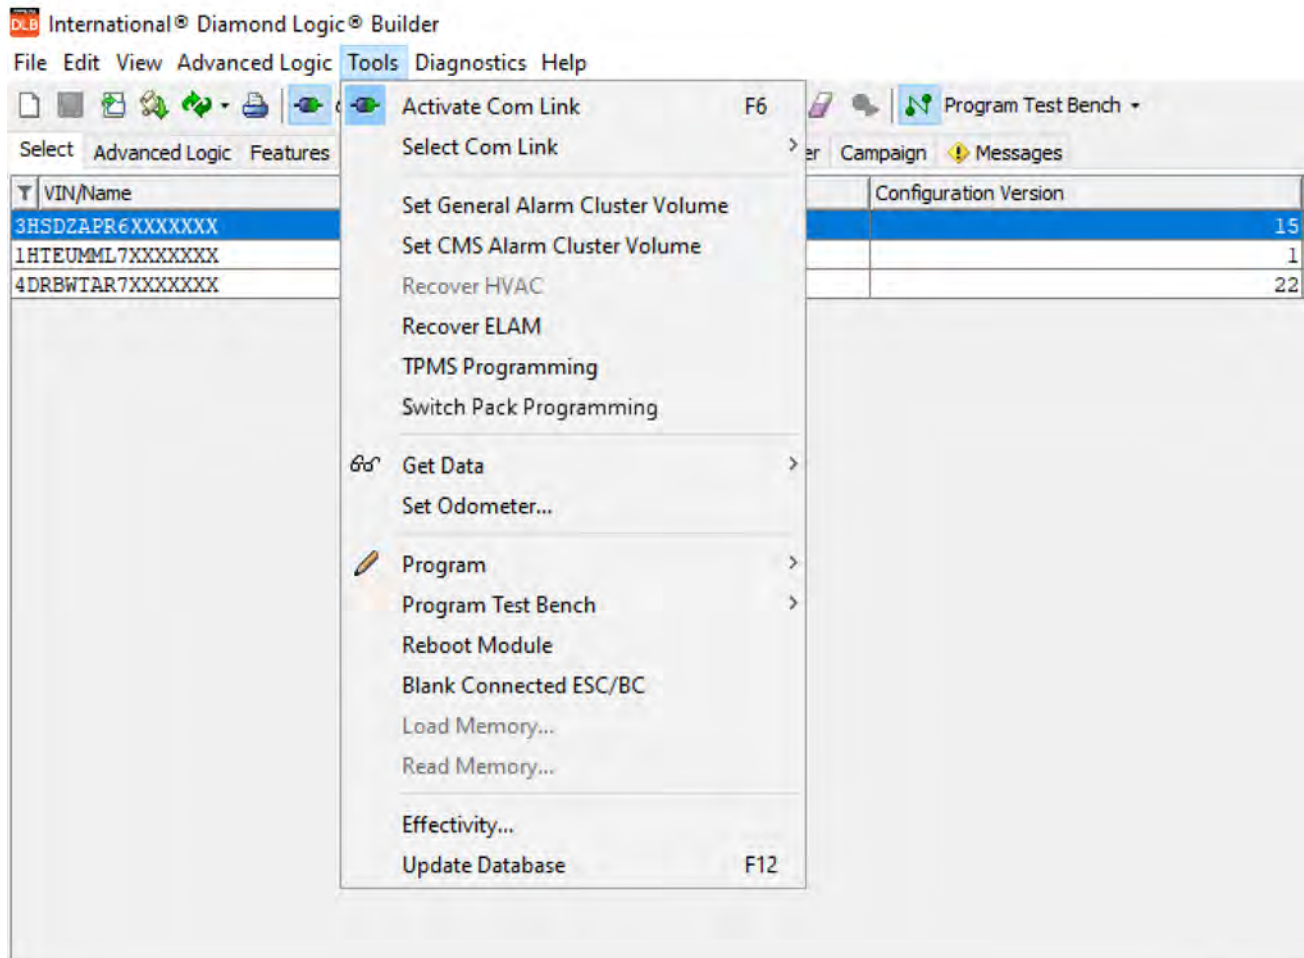 DLB International® Diamond Logic® Builder
File Edit View Advanced Logic Tools Diagnostics Help
Program Test Bench
Select Advanced Logic Features er Campaign Messages
VIN/Name Configuration Version
3HSDZAPR6XXXXXXX 15
1HTEUMML7XXXXXXX 1
4DRBWTAR7XXXXXXX 22
Activate Com Link F6
Select Com Link
Set General Alarm Cluster Volume
Set CMS Alarm Cluster Volume
Recover HVAC
Recover ELAM
TPMS Programming
Switch Pack Programming
Get Data
Set Odometer...
Program
Program Test Bench
Reboot Module
Blank Connected ESC/BC
Load Memory...
Read Memory...
Effectivity...
Update Database F12